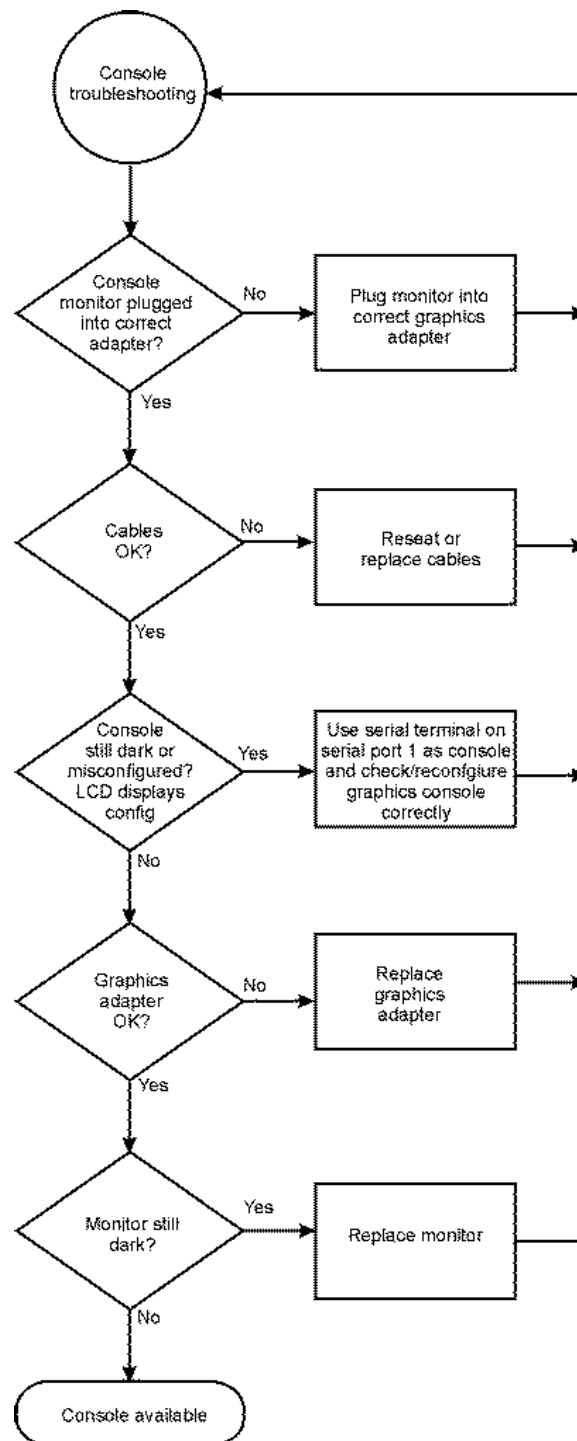 Console
troubleshooting
Console
monitor plugged
into correct
adapter?
No
Plug monitor into
correct graphics
adapter
Yes
Cables
OK?
No
Reseat or
replace cables
Yes
Console
still dark or
misconfigured?
LCD displays
config
Yes
Use serial terminal on
serial port 1 as console
and check/reconfgiure
graphics console
correctly
No
Graphics
adapter
OK?
No
Replace
graphics
adapter
Yes
Monitor still
dark?
Yes
Replace monitor
No
Console available